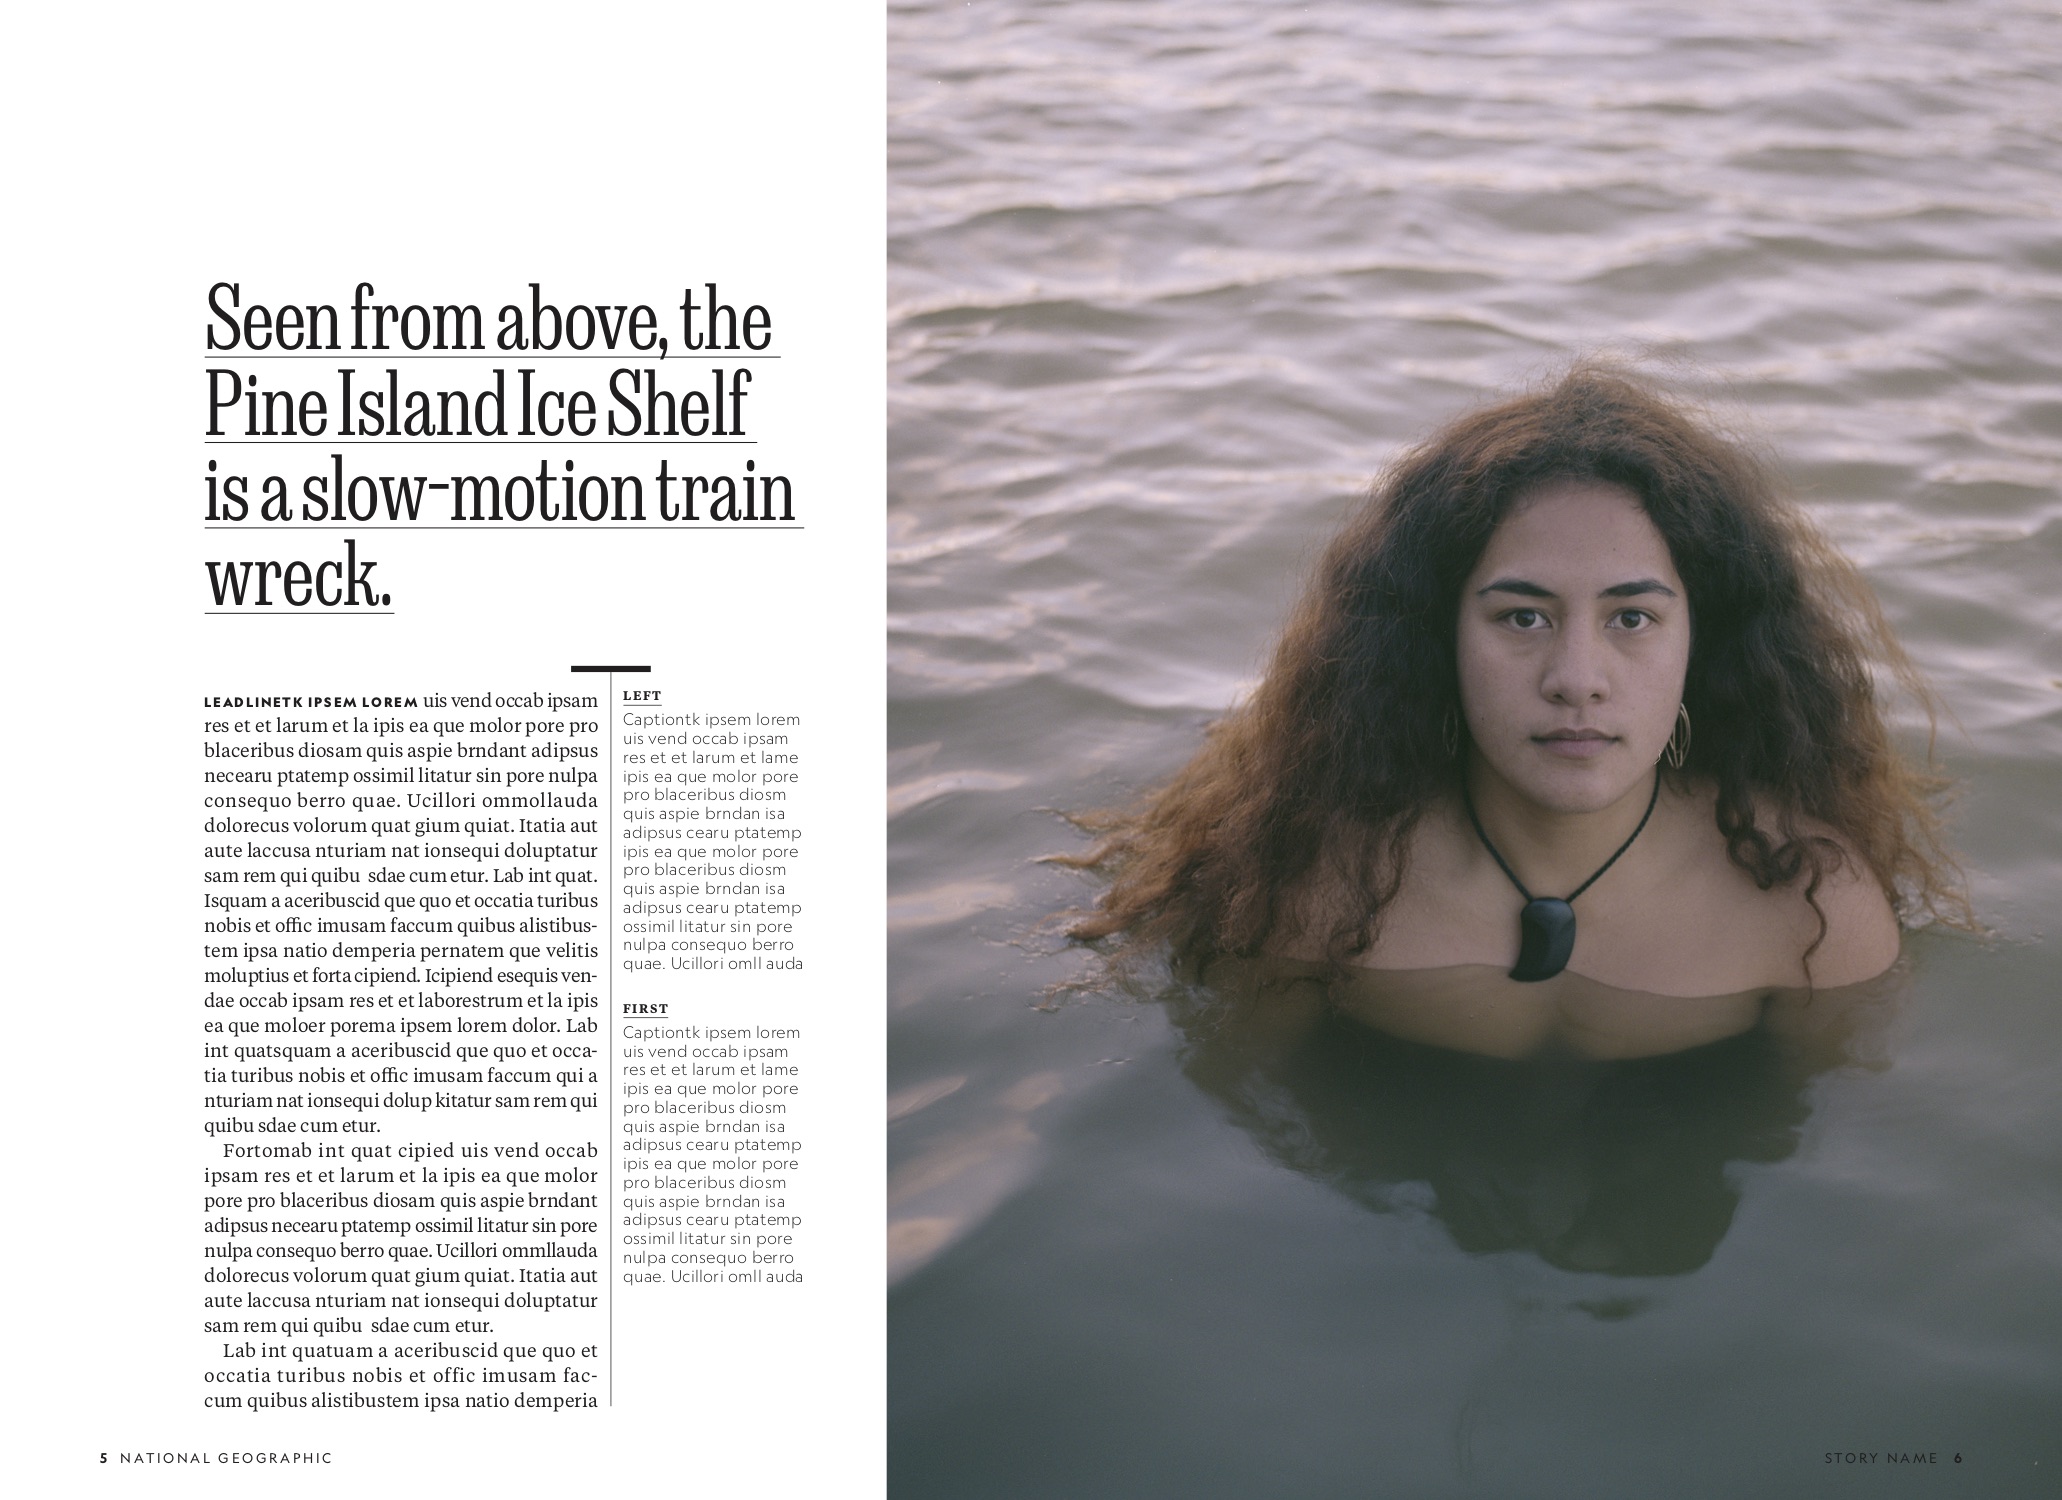 Seen from above, the
Pine Island Ice Shelf
is a slow-motion train
wreck.
LEADLINETK IPSEM LOREM uis vend occab ipsam
res et et larum et la ipis ea que molor pore pro
blaceribus diosam quis aspie brndant adipsus
necearu ptatemp ossimil litatur sin pore nulpa
consequo berro quae. Ucillori ommollauda
dolorecus volorum quat gium quiat. Itatia aut
aute laccusa nturiam nat ionsequi doluptatur
sam rem qui quibu sdae cum etur. Lab int quat.
Isquam a aceribuscid que quo et occatia turibus
nobis et offic imusam faccum quibus alistibus-
tem ipsa natio demperia pernatem que velitis
moluptius et forta cipiend. Icipiend esequis ven-
dae occab ipsam res et et laborestrum et la ipis
ea que moloer porema ipsem lorem dolor. Lab
int quatsquam a aceribuscid que quo et occa-
tia turibus nobis et offic imusam faccum qui a
nturiam nat ionsequi dolup kitatur sam rem qui
quibu sdae cum etur.
Fortomab int quat cipied uis vend occab
ipsam res et et larum et la ipis ea que molor
pore pro blaceribus diosam quis aspie brndant
adipsus necearu ptatemp ossimil litatur sin pore
nulpa consequo berro quae. Ucillori ommllauda
dolorecus volorum quat gium quiat. Itatia aut
aute laccusa nturiam nat ionsequi doluptatur
sam rem qui quibu sdae cum etur.
Lab int quatuam a aceribuscid que quo et
occatia turibus nobis et offic imusam fac-
cum quibus alistibustem ipsa natio demperia
LEFT
Captiontk ipsem lorem
uis vend occab ipsam
res et et larum et lame
ipis ea que molor pore
pro blaceribus diosm
quis aspie brndan isa
adipsus cearu ptatemp
ipis ea que molor pore
pro blaceribus diosm
quis aspie brndan isa
adipsus cearu ptatemp
ossimil litatur sin pore
nulpa consequo berro
quae. Ucillori omll auda
FIRST
Captiontk ipsem lorem
uis vend occab ipsam
res et et larum et lame
ipis ea que molor pore
pro blaceribus diosm
quis aspie brndan isa
adipsus cearu ptatemp
ipis ea que molor pore
pro blaceribus diosm
quis aspie brndan isa
adipsus cearu ptatemp
ossimil litatur sin pore
nulpa consequo berro
quae. Ucillori omll auda
5 NATIONAL GEOGRAPHIC
STORY NAME 6